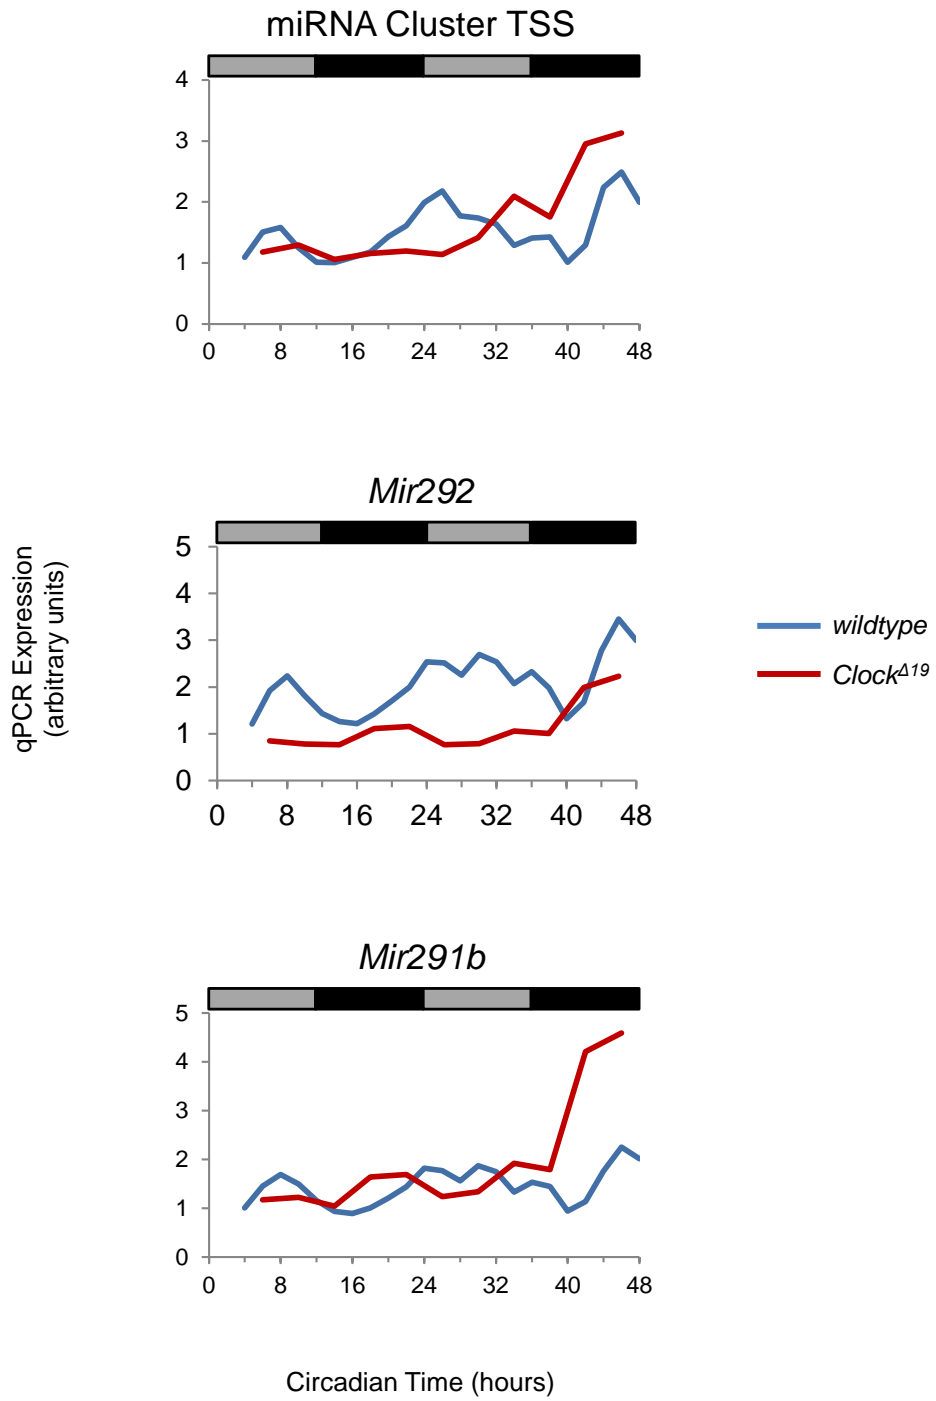 miRNA Cluster TSS
4
3
2
1
0
0 8 16 24 32 40 48
Mir292
qPCR Expression
(arbitrary units)
5
4
3
2
1
0
0 8 16 24 32 40 48
wildtype
ClockΔ19
Mir291b
5
4
3
2
1
0
0 8 16 24 32 40 48
Circadian Time (hours)